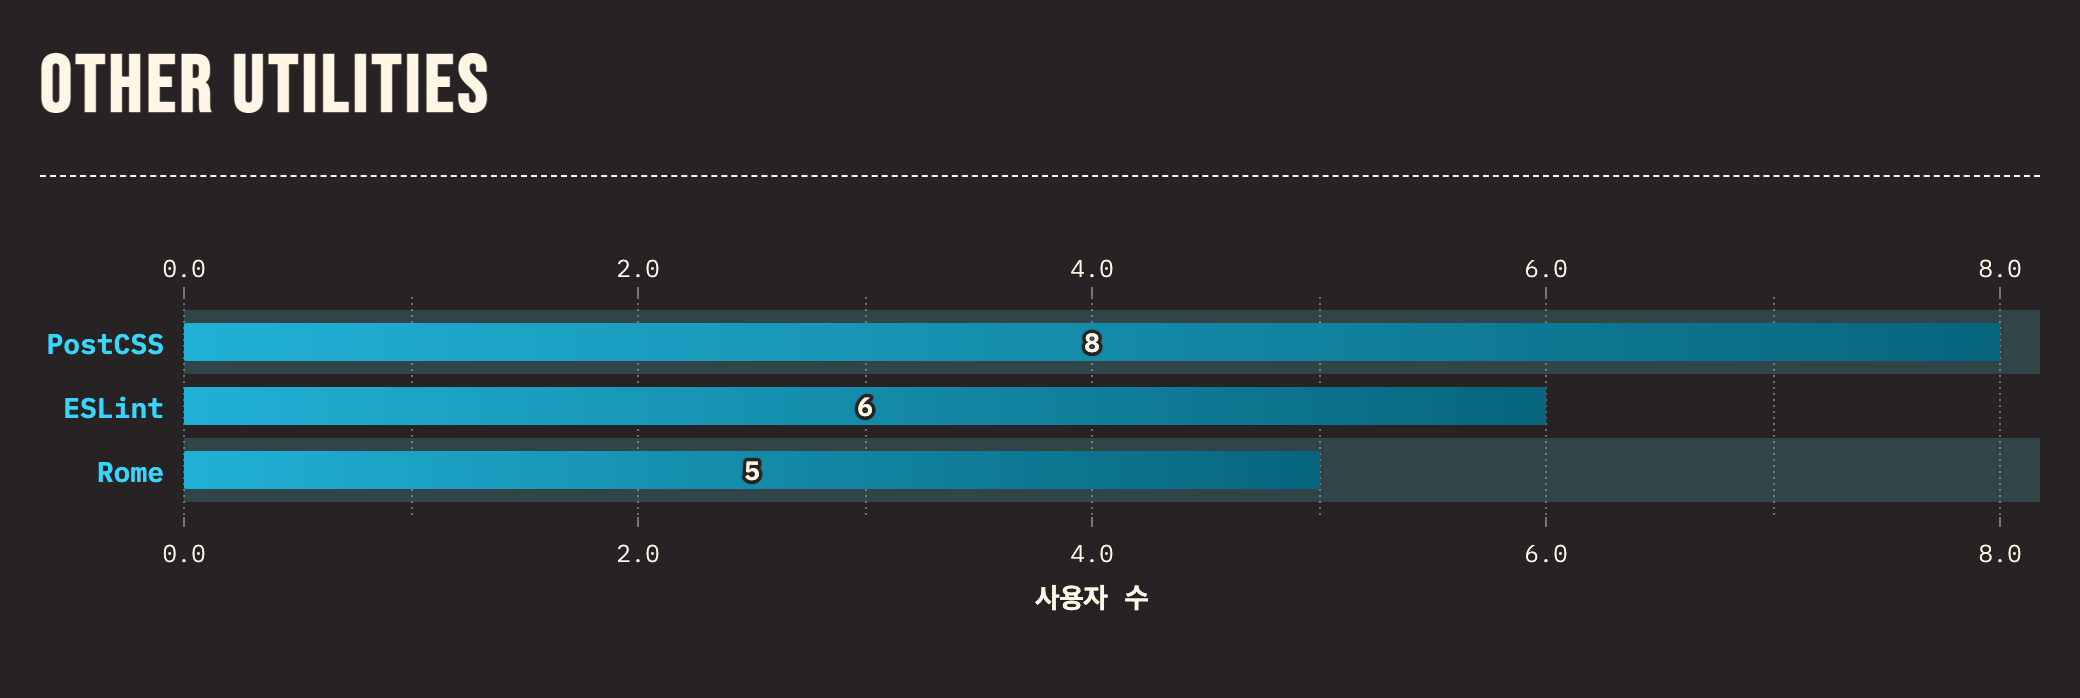 OTHER UTILITIES
0.0 2.0 4.0 6.0 8.0
PostCSS 8
ESLint 6
Rome 5
0.0 2.0 4.0 6.0 8.0
사용자 수